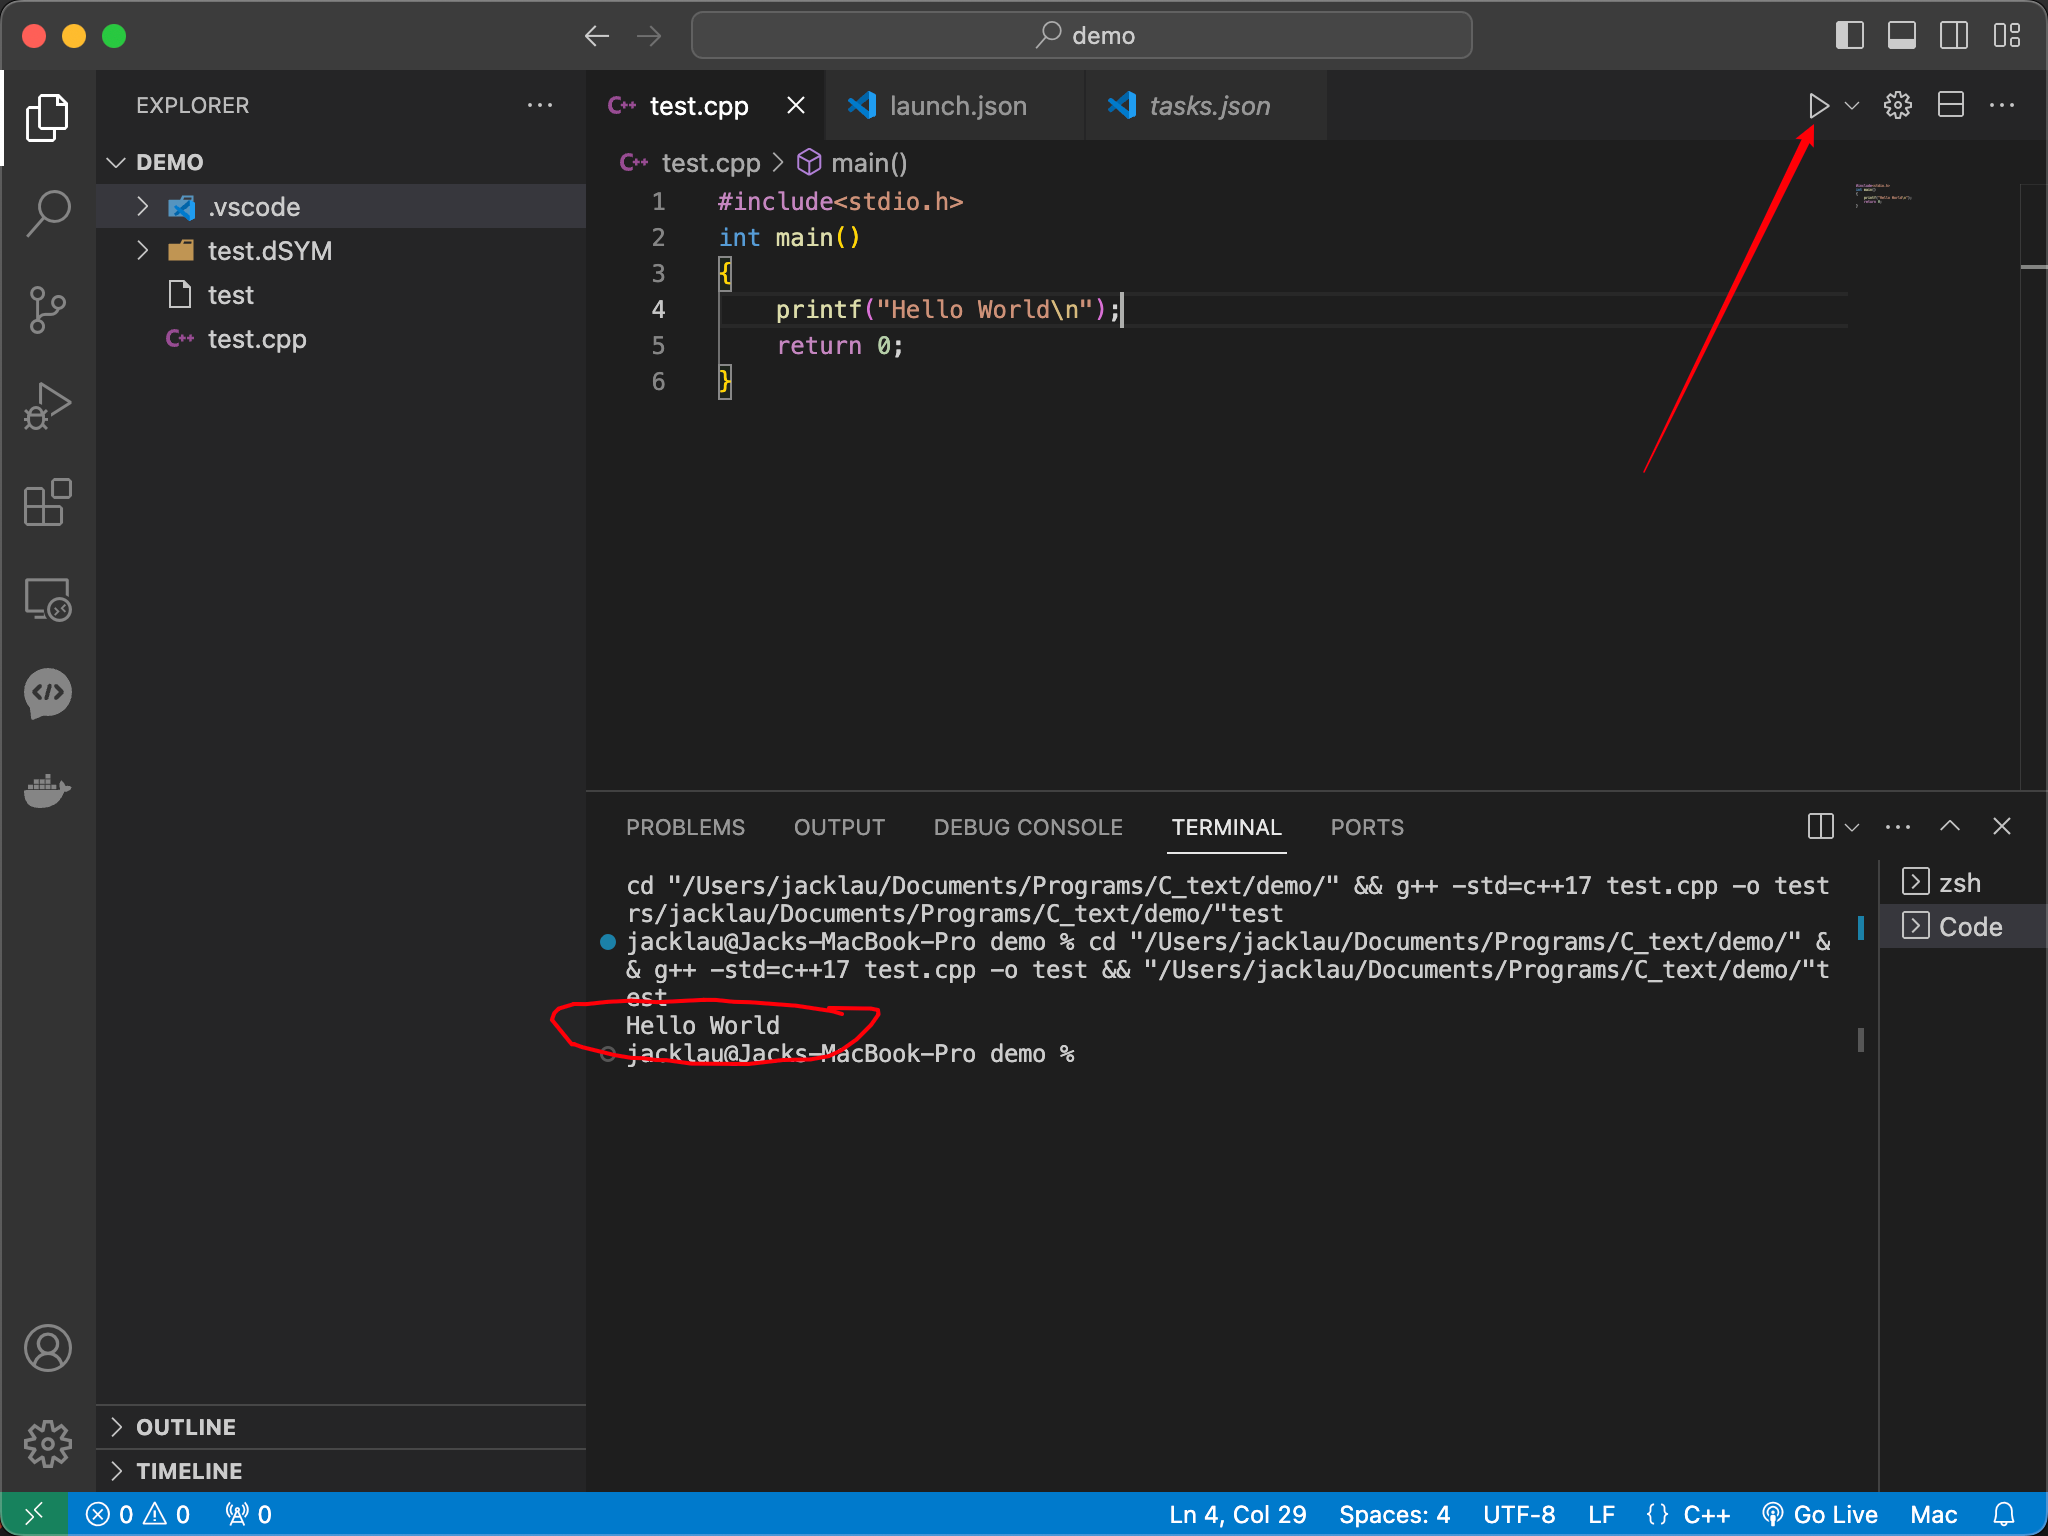 demo
EXPLORER
DEMO
.vscode
test.dSYM
test
C++ test.cpp
OUTLINE
TIMELINE
C++ test.cpp
launch.json
tasks.json
C++ test.cpp > main()
1 #include<stdio.h>
2 int main()
3 {
4 printf("Hello World\n");
5 return 0;
6 }
PROBLEMS OUTPUT DEBUG CONSOLE TERMINAL PORTS
cd "/Users/jacklau/Documents/Programs/C_text/demo/" && g++ -std=c++17 test.cpp -o test
rs/jacklau/Documents/Programs/C_text/demo/"test
jacklau@Jacks-MacBook-Pro demo % cd "/Users/jacklau/Documents/Programs/C_text/demo/" &
& g++ -std=c++17 test.cpp -o test && "/Users/jacklau/Documents/Programs/C_text/demo/"t
est
Hello World
jacklau@Jacks-MacBook-Pro demo %
zsh
Code
0 0 0 Ln 4, Col 29 Spaces: 4 UTF-8 LF {} C++ Go Live Mac